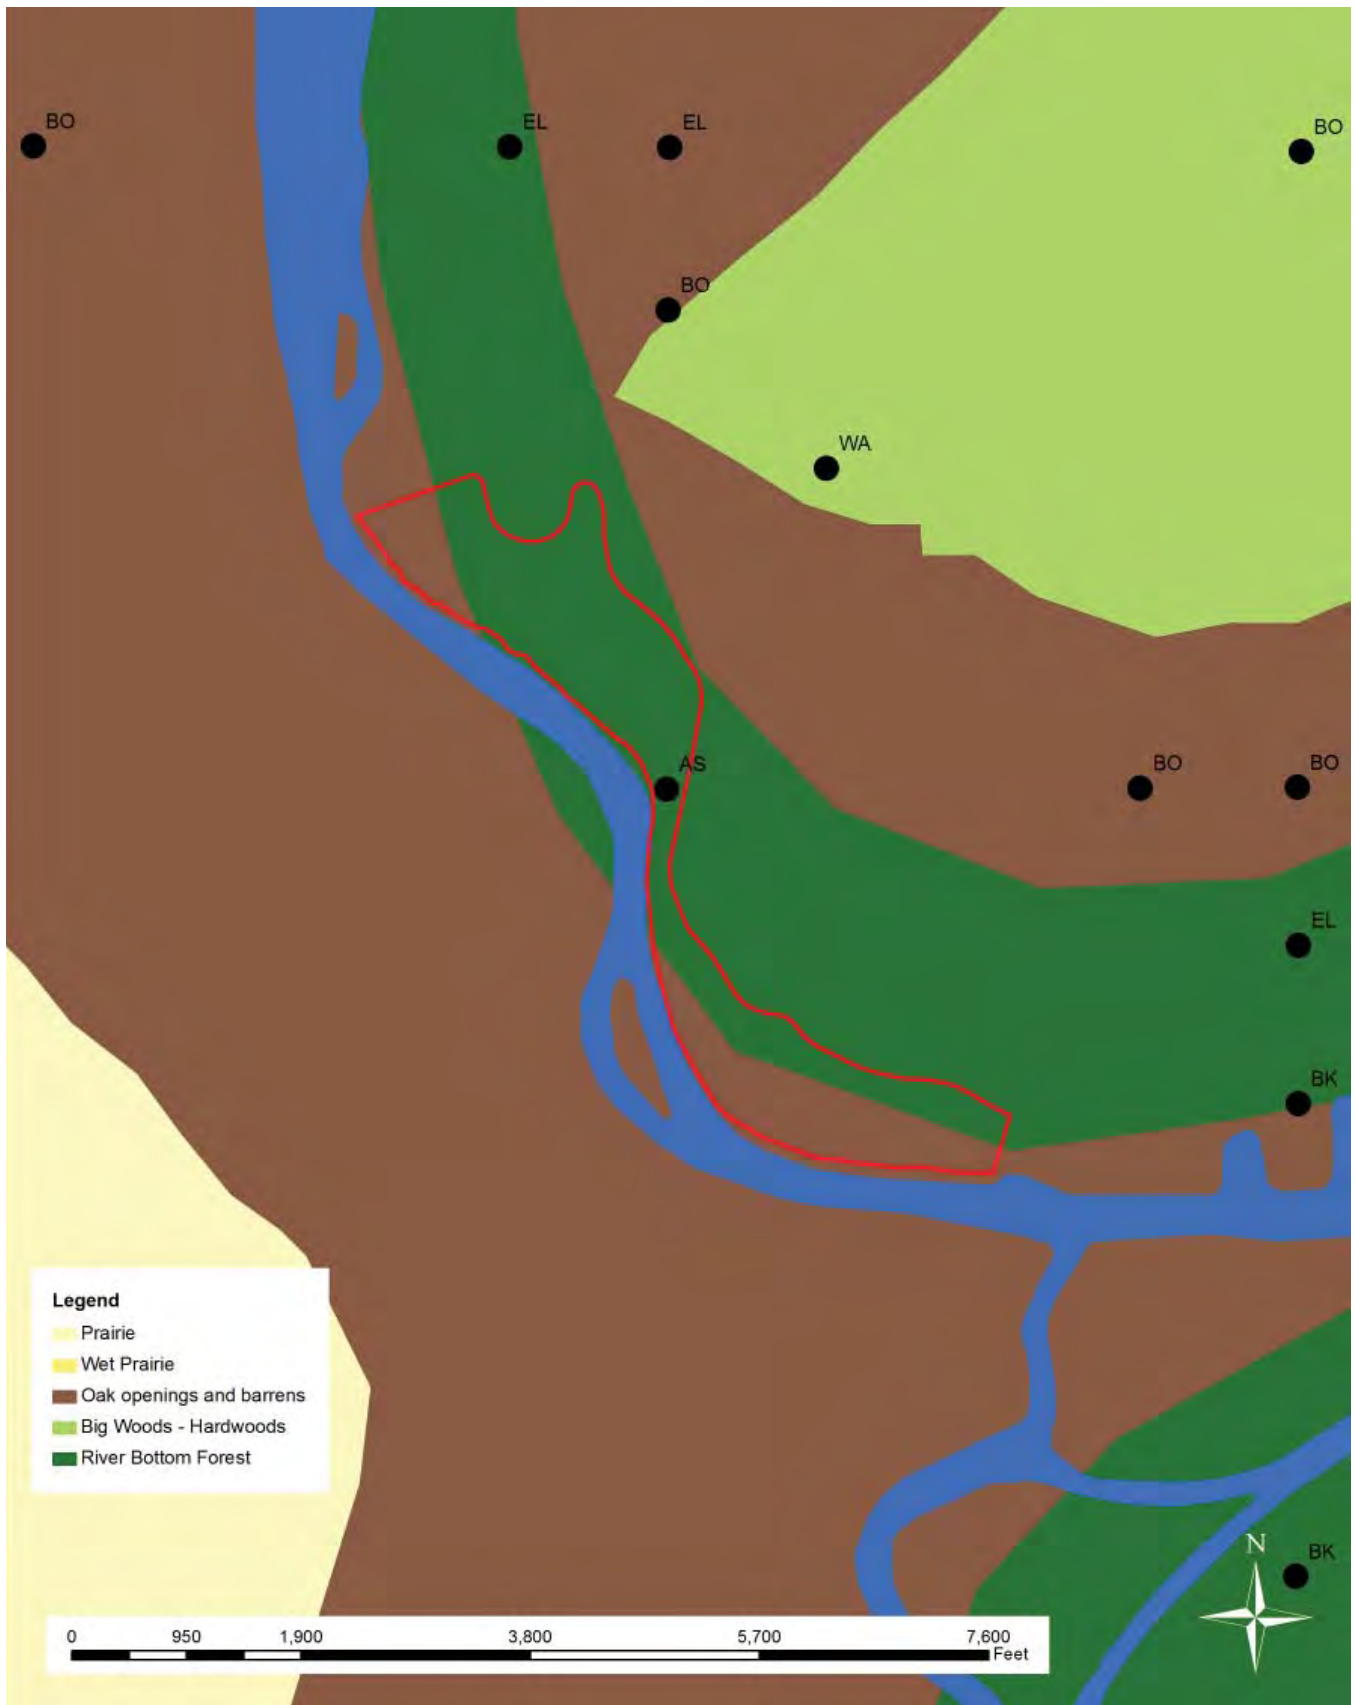 BO
EL
EL
BO
BO
WA
AS
BO
BO
EL
BK
Legend
Prairie
Wet Prairie
Oak openings and barrens
Big Woods - Hardwoods
River Bottom Forest
N
BK
0 950 1,900 3,800 5,700 7,600
Feet